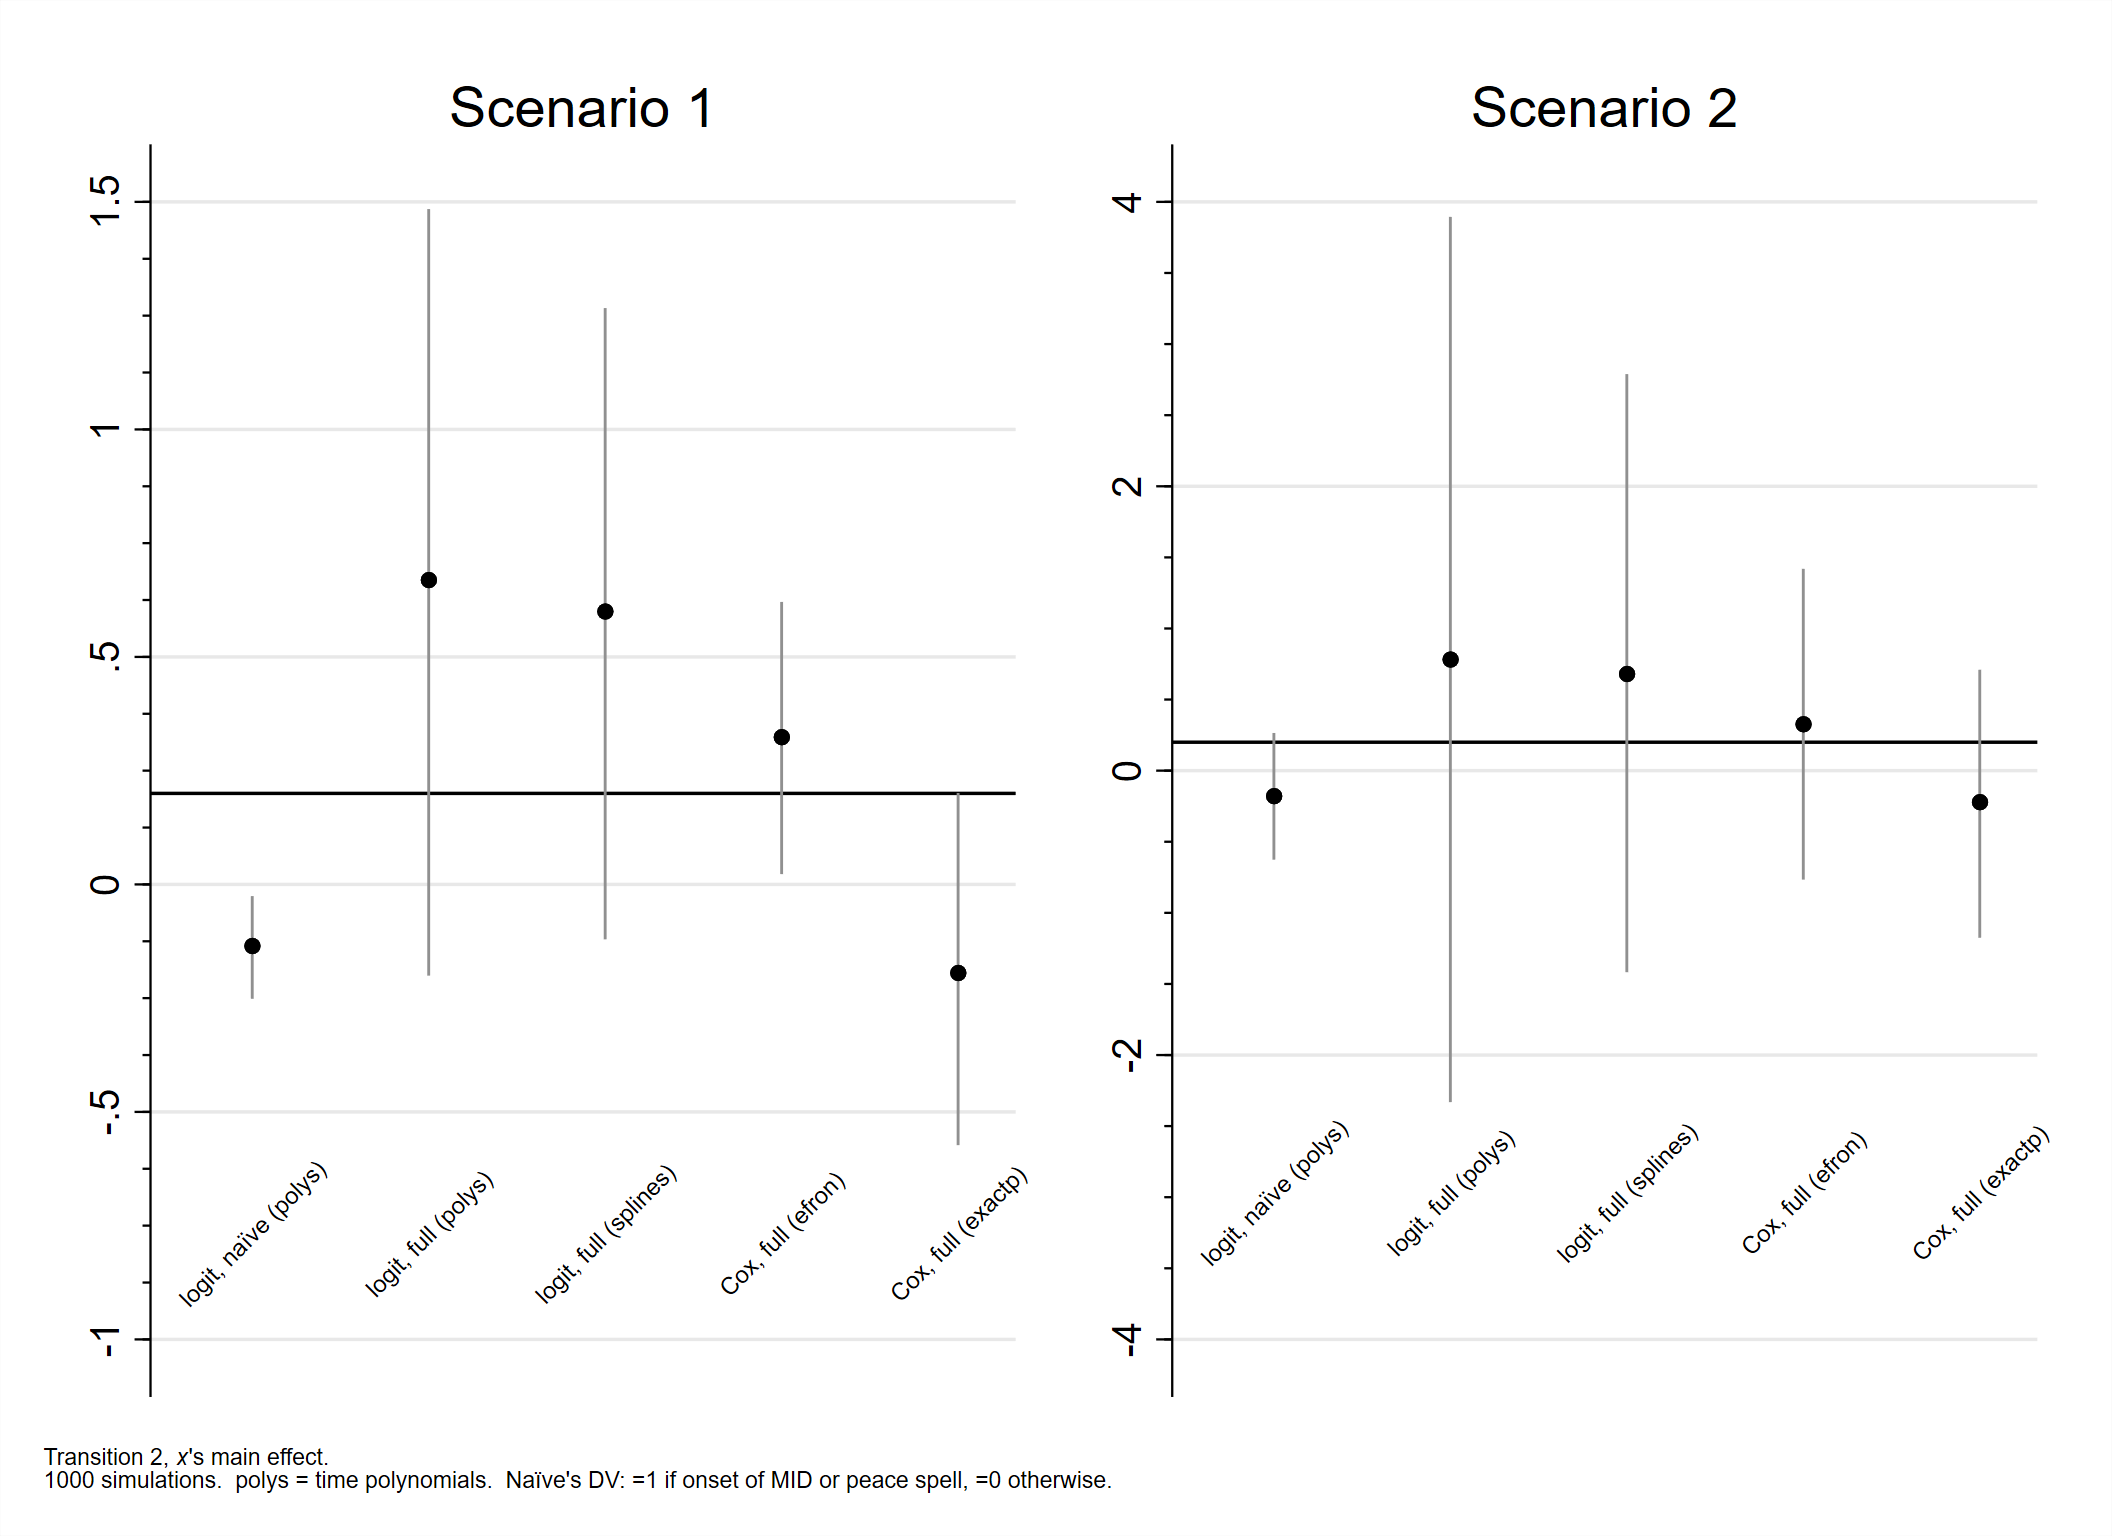 Scenario 1
1.5
1
.5
0
-.5
-1
logit, naïve (polys)
logit, full (polys)
logit, full (splines)
Cox, full (efron)
Cox, full (exactp)
Scenario 2
4
2
0
-2
-4
logit, naïve (polys)
logit, full (polys)
logit, full (splines)
Cox, full (efron)
Cox, full (exactp)
Transition 2, x's main effect.
1000 simulations.  polys = time polynomials.  Naïve's DV: =1 if onset of MID or peace spell, =0 otherwise.